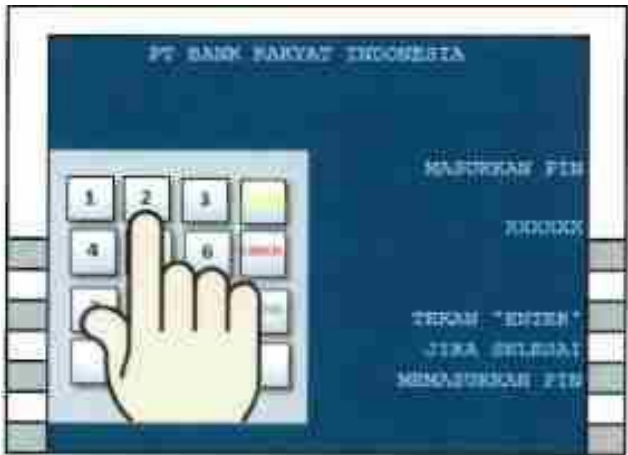 PT BANK RAKYAT INDONESIA
MASUKKAN PIN
XXXXXX
TEKAN "ENTER"
JIKA SELESAI
MEMASUKKAN PIN
1 2 3
4 6